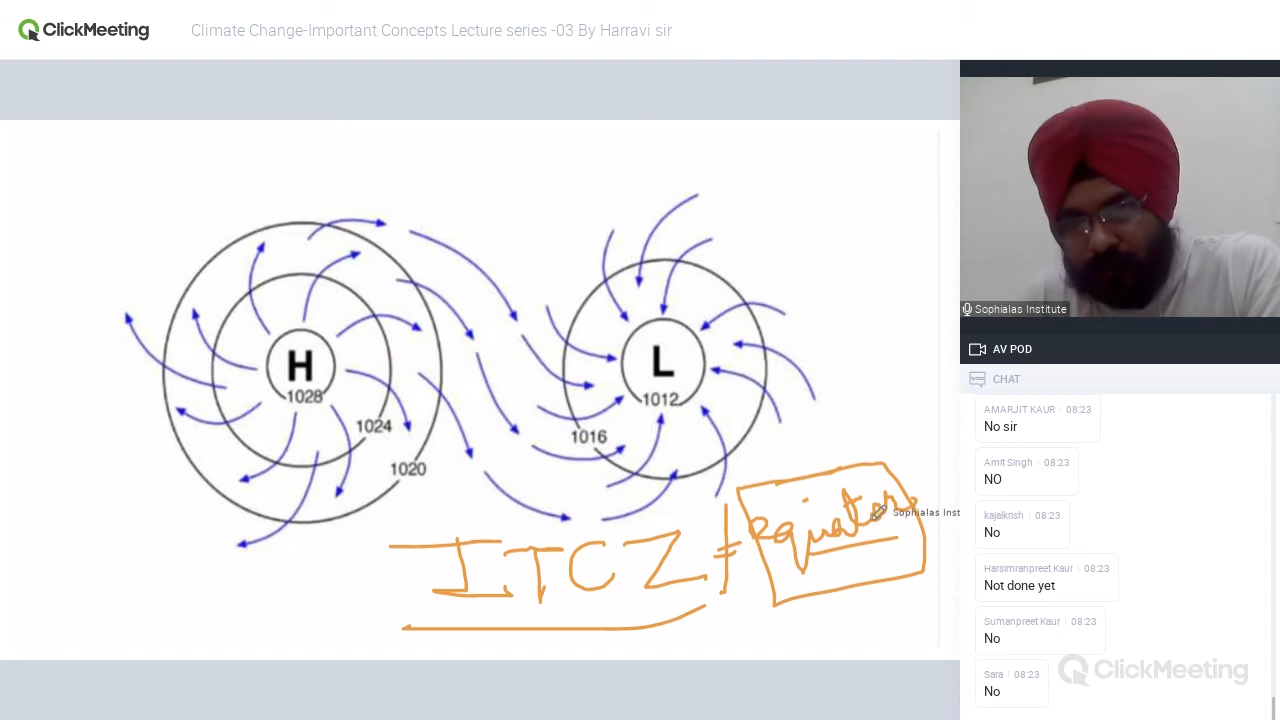 ClickMeeting
Climate Change-Important Concepts Lecture series -03 By Harravi sir
H
1028
1024
1020
L
1012
1016
ITCZ ≠ equator
Sophialas Inst
Sophialas Institute
AV POD
CHAT
AMARJIT KAUR 08:23
No sir
Amit Singh 08:23
NO
kajalkrish 08:23
No
Harsimranpreet Kaur 08:23
Not done yet
Sumanpreet Kaur 08:23
No
Sara 08:23
No
ClickMeeting